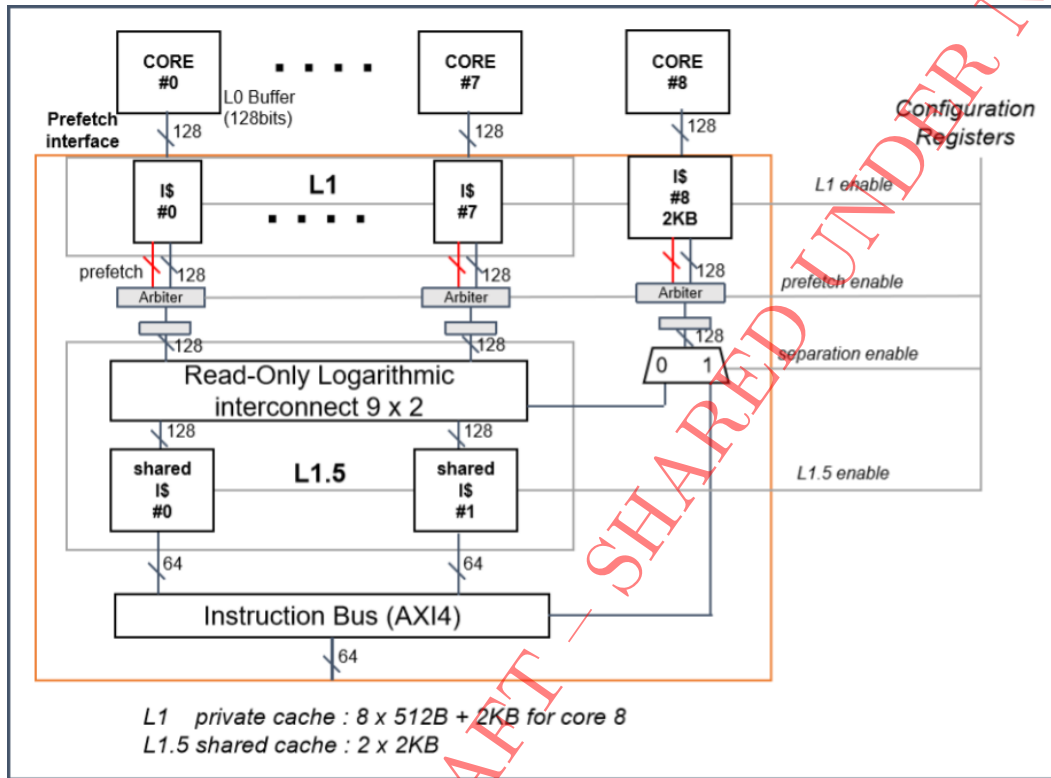 CORE
#0
CORE
#7
CORE
#8
L0 Buffer
(128bits)
Prefetch
interface
128
128
128
Configuration
Registers
I$
#0
L1
I$
#7
I$
#8
2KB
L1 enable
prefetch
128
128
128
Arbiter
Arbiter
Arbiter
prefetch enable
128
128
128
separation enable
0 1
Read-Only Logarithmic
interconnect 9 x 2
128
128
shared
I$
#0
L1.5
shared
I$
#1
L1.5 enable
64
64
Instruction Bus (AXI4)
64
L1 private cache : 8 x 512B + 2KB for core 8
L1.5 shared cache : 2 x 2KB
AFT – SHARED UNDER